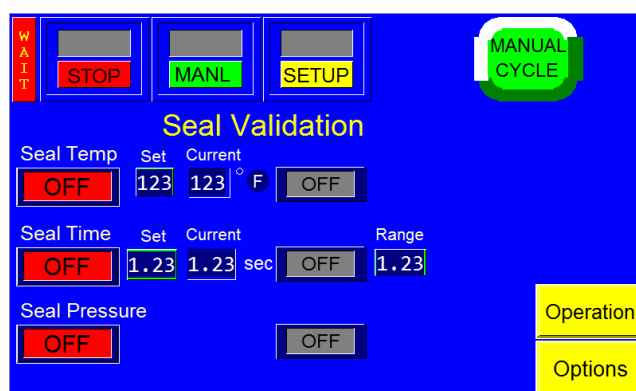 WAIT
STOP MANL SETUP MANUAL CYCLE
Seal Validation
Seal Temp Set Current
OFF 123 123 ° F OFF
Seal Time Set Current Range
OFF 1.23 1.23 sec OFF 1.23
Seal Pressure
OFF OFF
Operation
Options